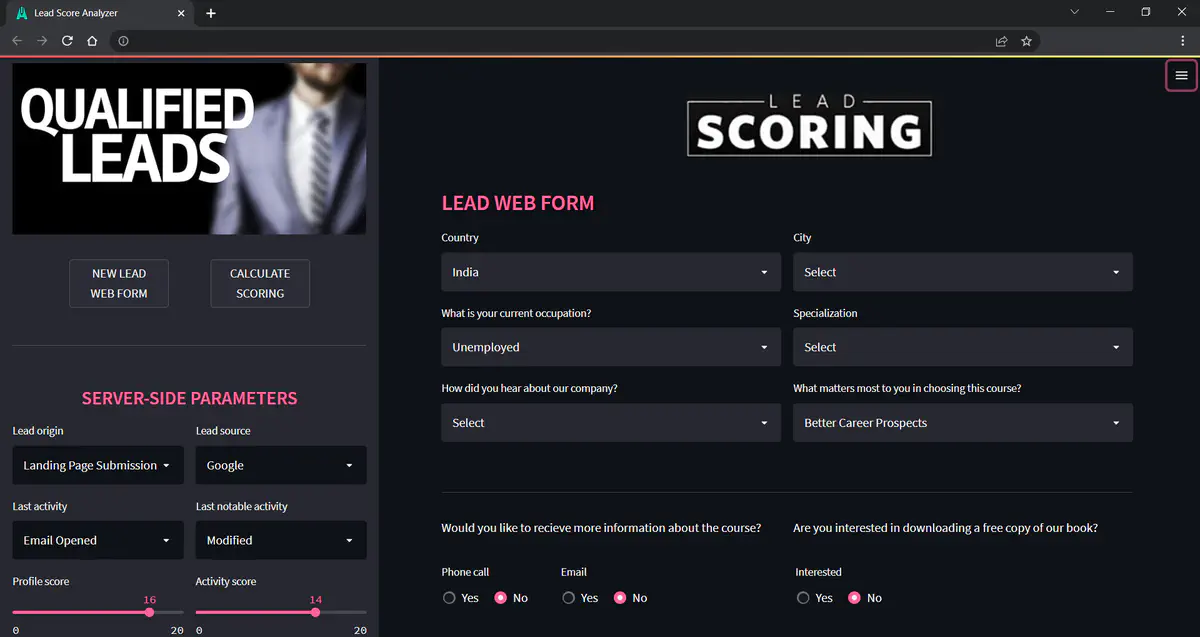 Lead Score Analyzer
QUALIFIED
LEADS
NEW LEAD
WEB FORM
CALCULATE
SCORING
SERVER-SIDE PARAMETERS
Lead origin
Lead source
Landing Page Submission
Google
Last activity
Last notable activity
Email Opened
Modified
Profile score
Activity score
16
14
0
20
0
20
LEAD
SCORING
LEAD WEB FORM
Country
City
India
Select
What is your current occupation?
Specialization
Unemployed
Select
How did you hear about our company?
What matters most to you in choosing this course?
Select
Better Career Prospects
Would you like to recieve more information about the course?
Are you interested in downloading a free copy of our book?
Phone call
Email
Interested
Yes
No
Yes
No
Yes
No